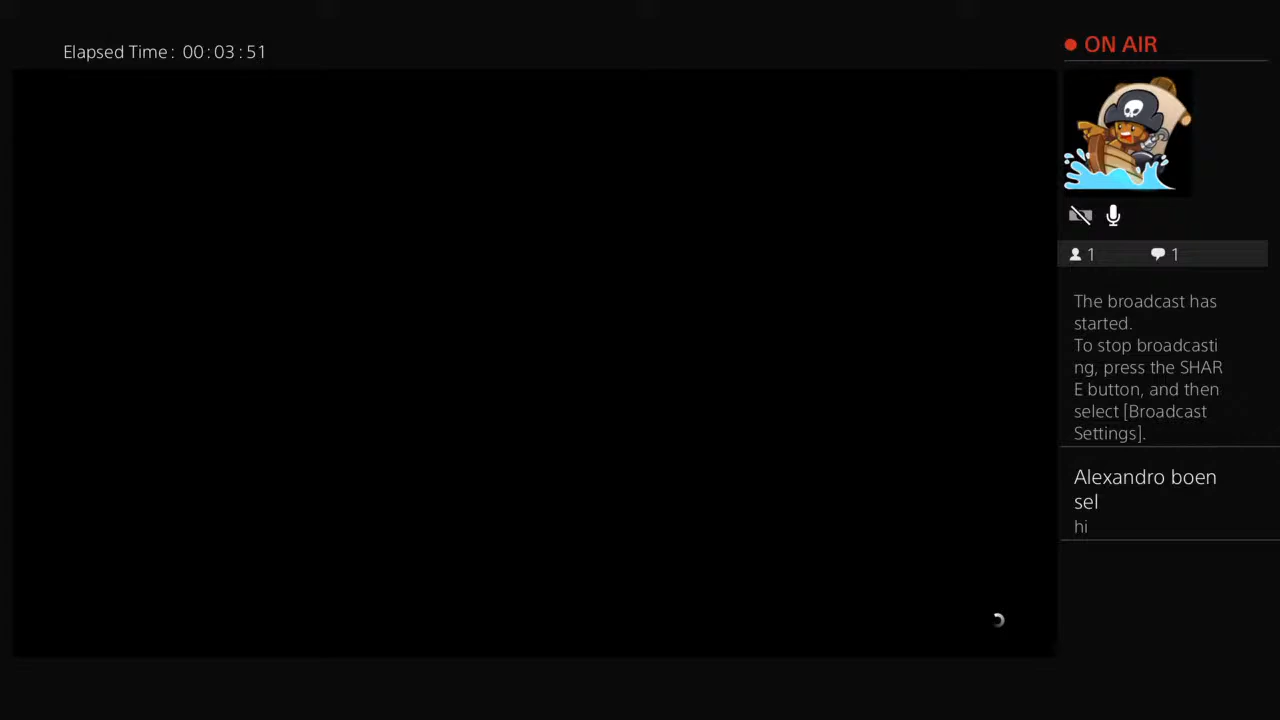 Elapsed Time: 00:03:51
ON AIR
1 1
The broadcast has
started.
To stop broadcasti
ng, press the SHAR
E button, and then
select [Broadcast
Settings].
Alexandro boen
sel
hi